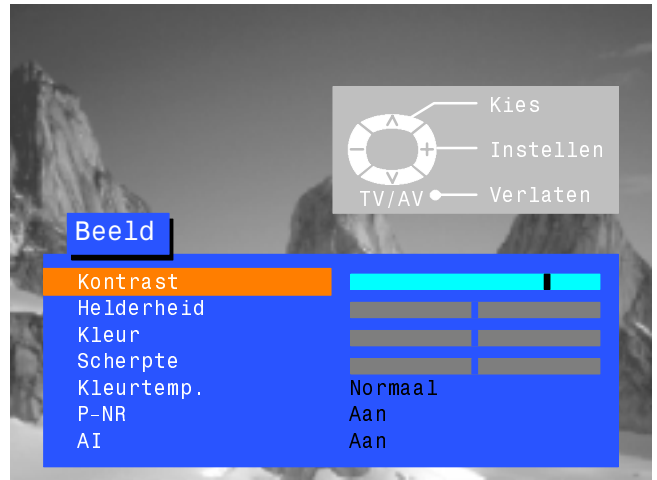 Kies
Instellen
TV/AV Verlaten
Beeld
Kontrast
Helderheid
Kleur
Scherpte
Kleurtemp. Normaal
P-NR Aan
AI Aan